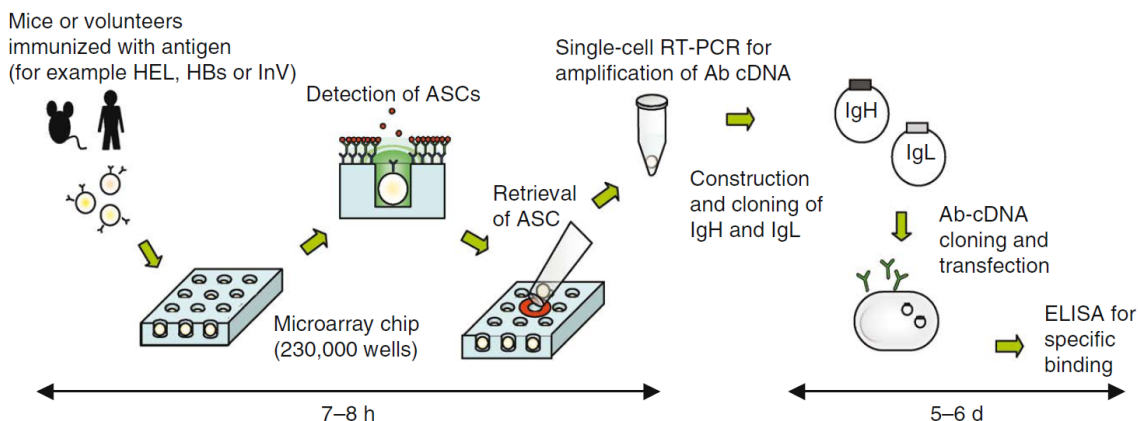 Mice or volunteers
immunized with antigen
(for example HEL, HBs or InV)
Detection of ASCs
Microarray chip
(230,000 wells)
Retrieval
of ASC
Single-cell RT-PCR for
amplification of Ab cDNA
Construction
and cloning of
IgH and IgL
IgH
IgL
Ab-cDNA
cloning and
transfection
ELISA for
specific
binding
7–8 h
5–6 d